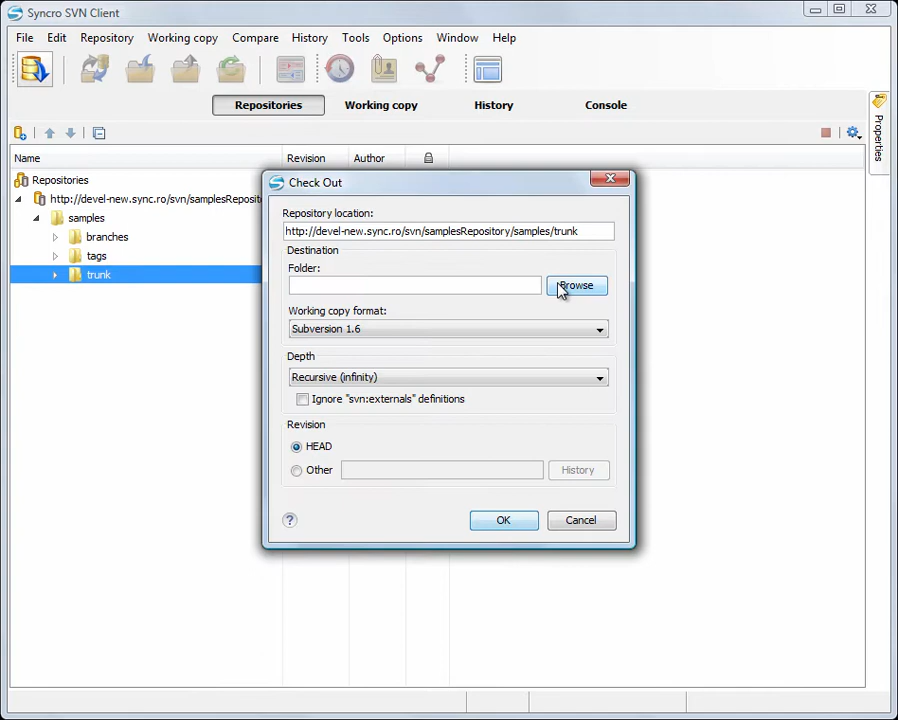 Syncro SVN Client
File Edit Repository Working copy Compare History Tools Options Window Help
Repositories Working copy History Console
Properties
Name Revision Author
Repositories
http://devel-new.sync.ro/svn/samplesReposito
samples
branches
tags
trunk
Check Out
Repository location:
http://devel-new.sync.ro/svn/samplesRepository/samples/trunk
Destination
Folder:
Browse
Working copy format:
Subversion 1.6
Depth
Recursive (infinity)
Ignore "svn:externals" definitions
Revision
HEAD
Other History
? OK Cancel